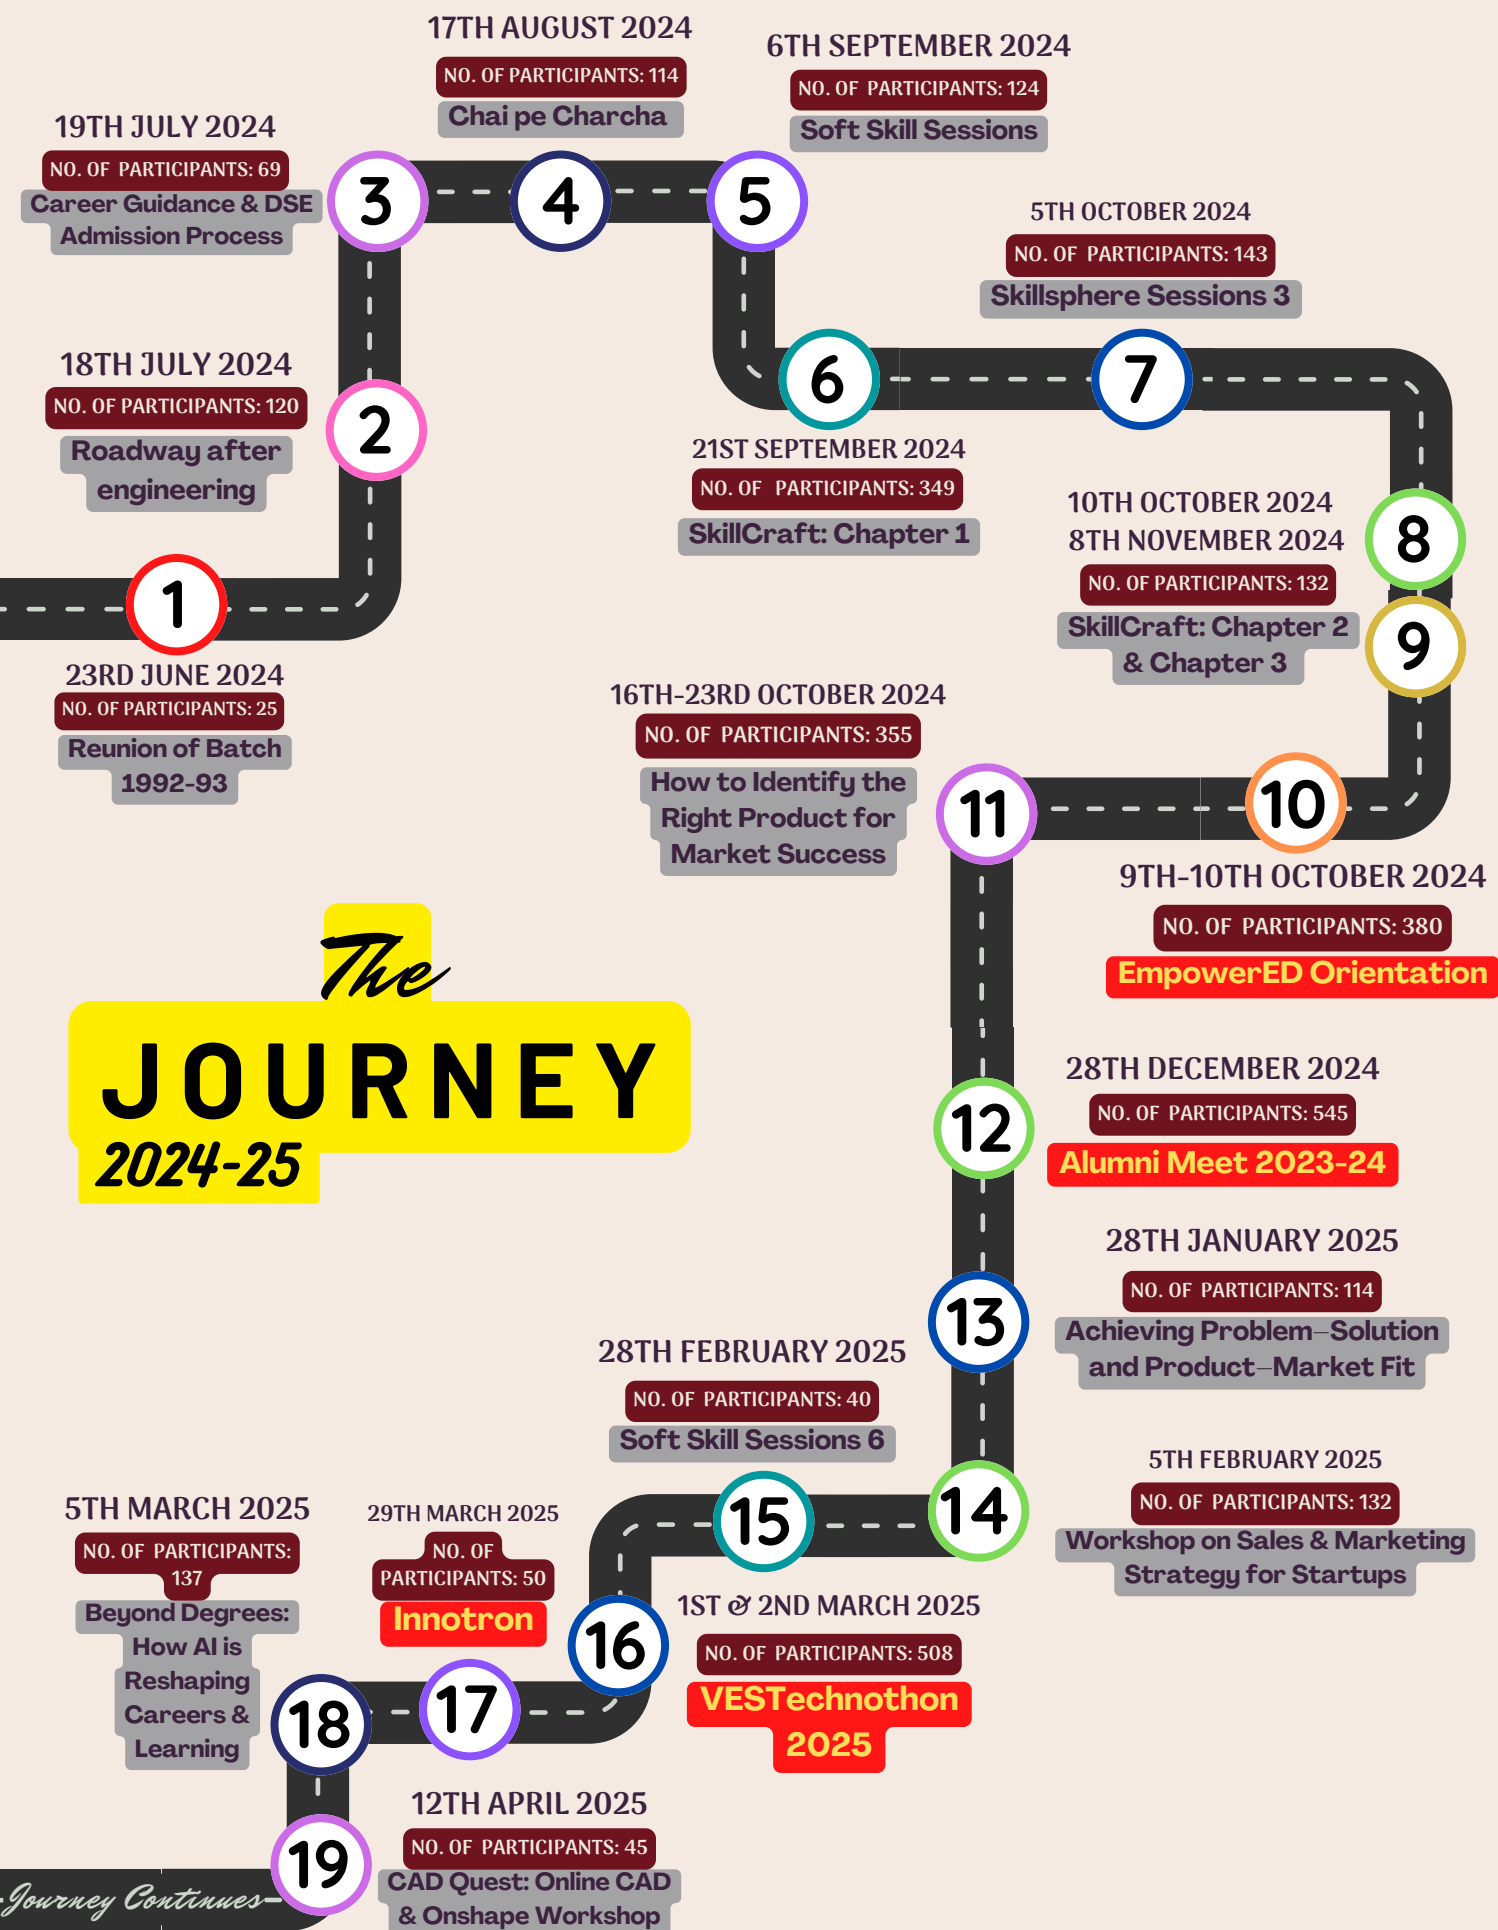 1
23RD JUNE 2024
NO. OF PARTICIPANTS: 25
Reunion of Batch
1992-93
2
18TH JULY 2024
NO. OF PARTICIPANTS: 120
Roadway after
engineering
3
19TH JULY 2024
NO. OF PARTICIPANTS: 69
Career Guidance & DSE
Admission Process
4
17TH AUGUST 2024
NO. OF PARTICIPANTS: 114
Chai pe Charcha
5
6TH SEPTEMBER 2024
NO. OF PARTICIPANTS: 124
Soft Skill Sessions
6
21ST SEPTEMBER 2024
NO. OF PARTICIPANTS: 349
SkillCraft: Chapter 1
7
5TH OCTOBER 2024
NO. OF PARTICIPANTS: 143
Skillsphere Sessions 3
8
9
10TH OCTOBER 2024
8TH NOVEMBER 2024
NO. OF PARTICIPANTS: 132
SkillCraft: Chapter 2
& Chapter 3
10
9TH-10TH OCTOBER 2024
NO. OF PARTICIPANTS: 380
EmpowerED Orientation
11
16TH-23RD OCTOBER 2024
NO. OF PARTICIPANTS: 355
How to Identify the
Right Product for
Market Success
The
JOURNEY
2024-25
12
28TH DECEMBER 2024
NO. OF PARTICIPANTS: 545
Alumni Meet 2023-24
13
28TH JANUARY 2025
NO. OF PARTICIPANTS: 114
Achieving Problem–Solution
and Product–Market Fit
14
5TH FEBRUARY 2025
NO. OF PARTICIPANTS: 132
Workshop on Sales & Marketing
Strategy for Startups
15
28TH FEBRUARY 2025
NO. OF PARTICIPANTS: 40
Soft Skill Sessions 6
16
1ST & 2ND MARCH 2025
NO. OF PARTICIPANTS: 508
VESTechnothon
2025
17
29TH MARCH 2025
NO. OF
PARTICIPANTS: 50
Innotron
18
5TH MARCH 2025
NO. OF PARTICIPANTS:
137
Beyond Degrees:
How AI is
Reshaping
Careers &
Learning
19
12TH APRIL 2025
NO. OF PARTICIPANTS: 45
CAD Quest: Online CAD
& Onshape Workshop
-Journey Continues-